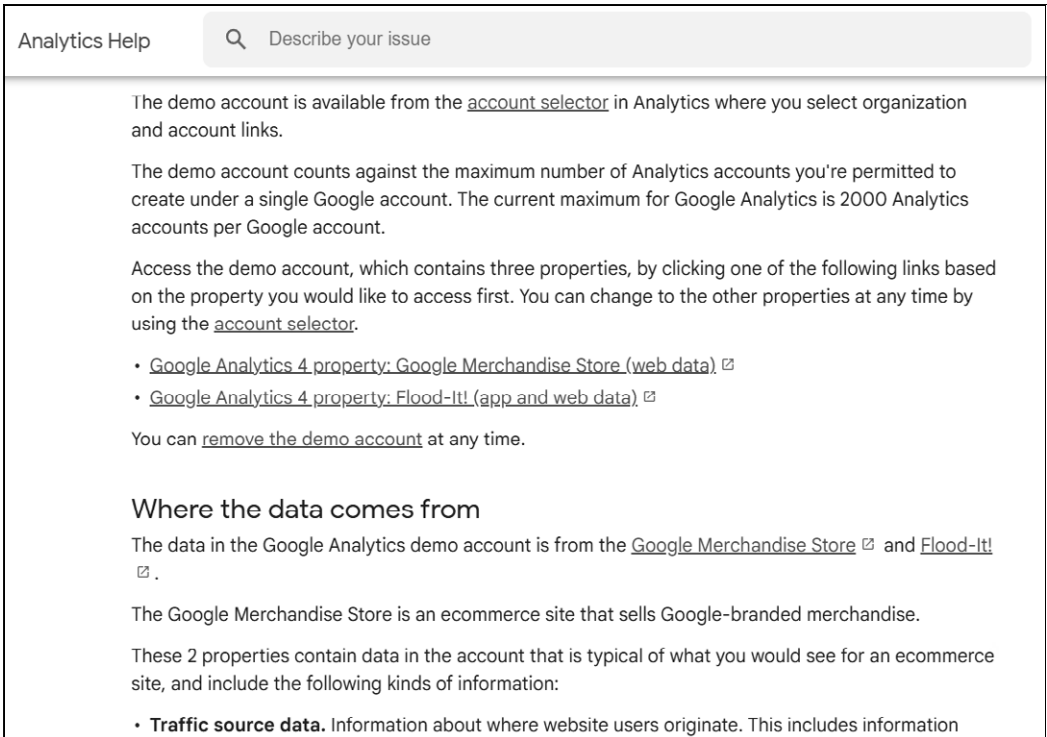 Analytics Help
Describe your issue
The demo account is available from the account selector in Analytics where you select organization
and account links.
The demo account counts against the maximum number of Analytics accounts you're permitted to
create under a single Google account. The current maximum for Google Analytics is 2000 Analytics
accounts per Google account.
Access the demo account, which contains three properties, by clicking one of the following links based
on the property you would like to access first. You can change to the other properties at any time by
using the account selector.
• Google Analytics 4 property: Google Merchandise Store (web data)
• Google Analytics 4 property: Flood-It! (app and web data)
You can remove the demo account at any time.
Where the data comes from
The data in the Google Analytics demo account is from the Google Merchandise Store and Flood-It!
.
The Google Merchandise Store is an ecommerce site that sells Google-branded merchandise.
These 2 properties contain data in the account that is typical of what you would see for an ecommerce
site, and include the following kinds of information:
• Traffic source data. Information about where website users originate. This includes information